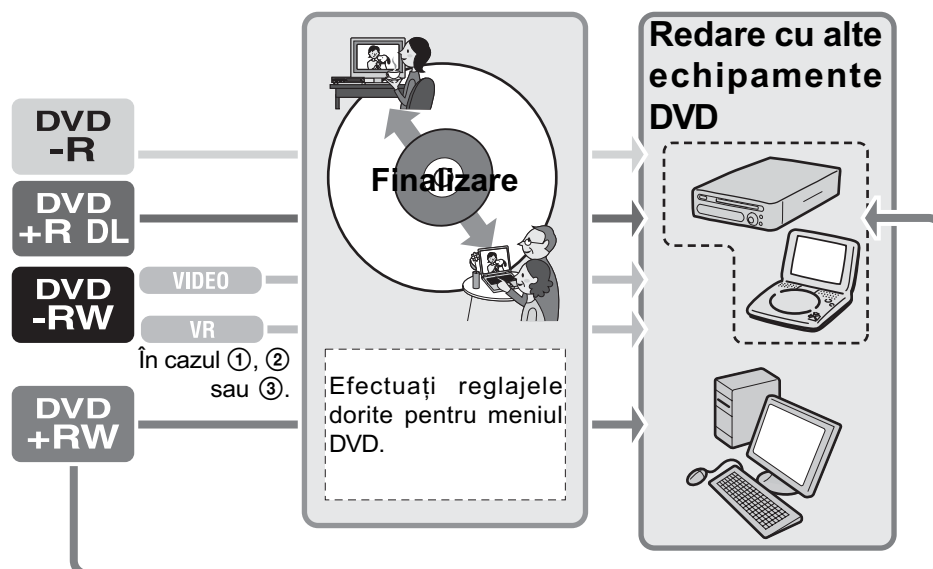 DVD
-R
DVD
+R DL
DVD
-RW
VIDEO
VR
În cazul ①, ②
sau ③.
DVD
+RW
Finalizare
Efectuați reglajele
dorite pentru meniul
DVD.
Redare cu alte
echipamente
DVD